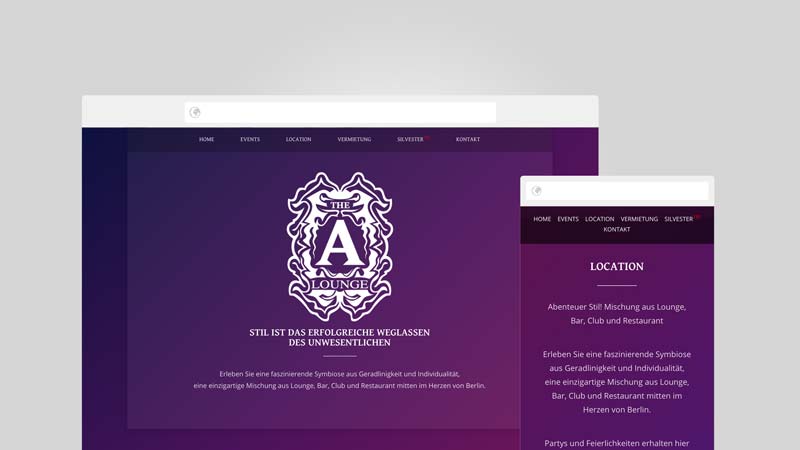 HOME EVENTS LOCATION VERMIETUNG SILVESTER KONTAKT
THE
A
LOUNGE
STIL IST DAS ERFOLGREICHE WEGLASSEN
DES UNWESENTLICHEN
Erleben Sie eine faszinierende Symbiose aus Geradlinigkeit und Individualität,
eine einzigartige Mischung aus Lounge, Bar, Club und Restaurant mitten im Herzen von Berlin.
HOME EVENTS LOCATION VERMIETUNG SILVESTER
KONTAKT
LOCATION
Abenteuer Stil! Mischung aus Lounge,
Bar, Club und Restaurant
Erleben Sie eine faszinierende Symbiose
aus Geradlinigkeit und Individualität,
eine einzigartige Mischung aus Lounge,
Bar, Club und Restaurant mitten im
Herzen von Berlin.
Partys und Feierlichkeiten erhalten hier